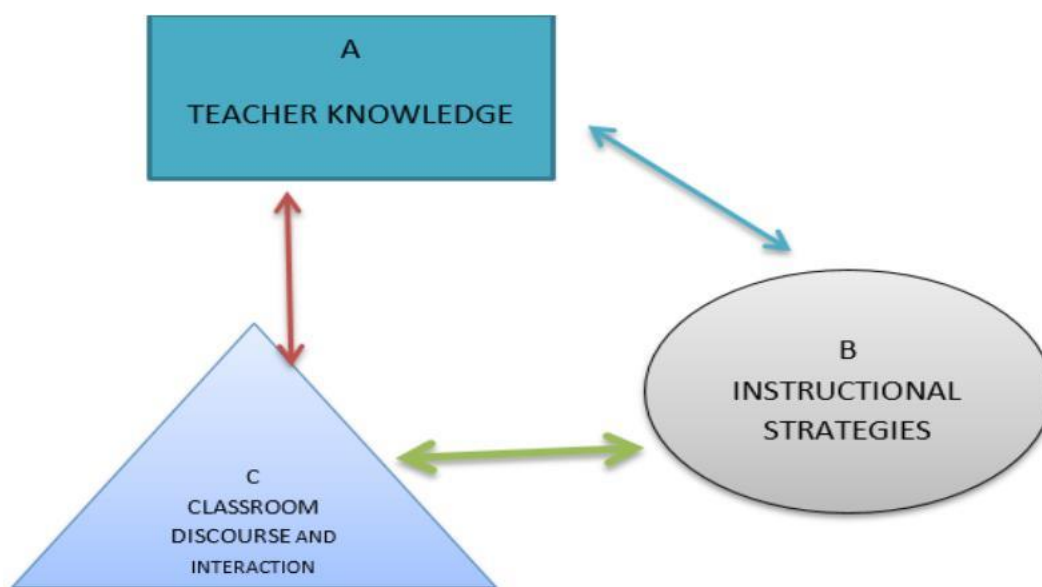 A
TEACHER KNOWLEDGE
B
INSTRUCTIONAL
STRATEGIES
C
CLASSROOM
DISCOURSE AND
INTERACTION